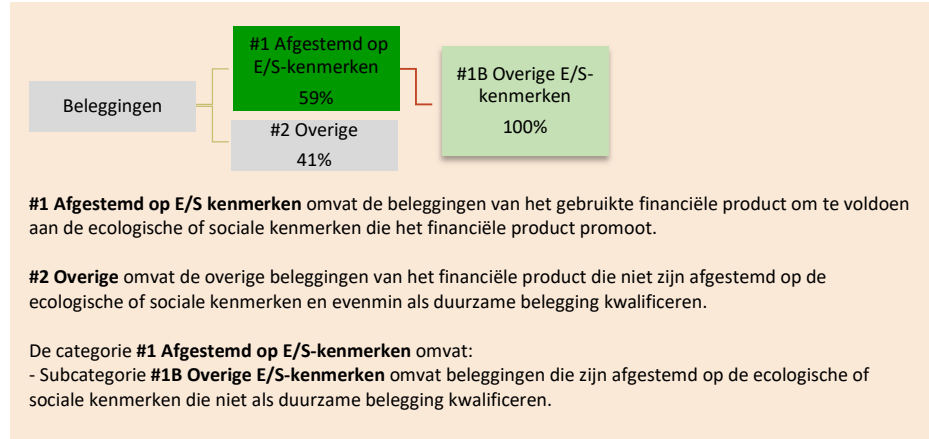 #1 Afgestemd op
E/S-kenmerken
59%
#1B Overige E/S-
kenmerken
100%
Beleggingen
#2 Overige
41%
#1 Afgestemd op E/S kenmerken omvat de beleggingen van het gebruikte financiële product om te voldoen
aan de ecologische of sociale kenmerken die het financiële product promoot.
#2 Overige omvat de overige beleggingen van het financiële product die niet zijn afgestemd op de
ecologische of sociale kenmerken en evenmin als duurzame belegging kwalificeren.
De categorie #1 Afgestemd op E/S-kenmerken omvat:
- Subcategorie #1B Overige E/S-kenmerken omvat beleggingen die zijn afgestemd op de ecologische of
sociale kenmerken die niet als duurzame belegging kwalificeren.